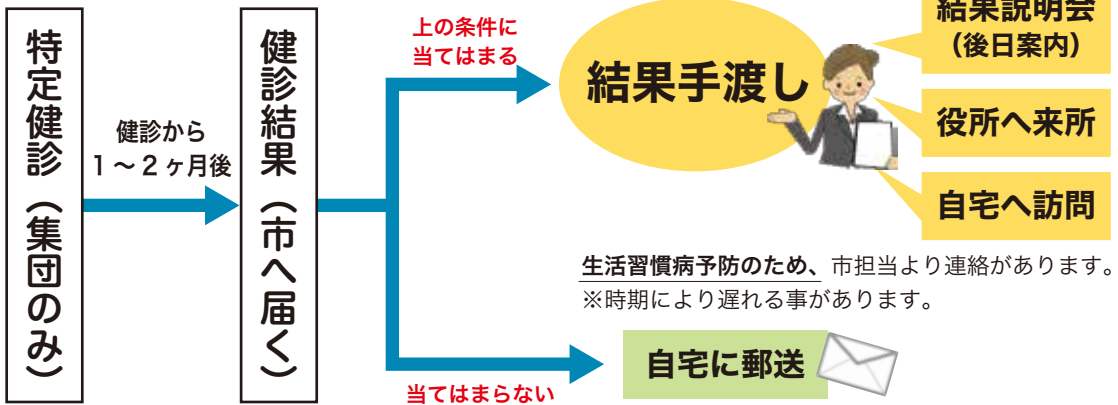 特定健診（集団のみ）
健診から
１～２ヶ月後
健診結果（市へ届く）
上の条件に
当てはまる
結果手渡し
結果説明会
（後日案内）
役所へ来所
自宅へ訪問
生活習慣病予防のため、市担当より連絡があります。
※時期により遅れる事があります。
当てはまらない
自宅に郵送